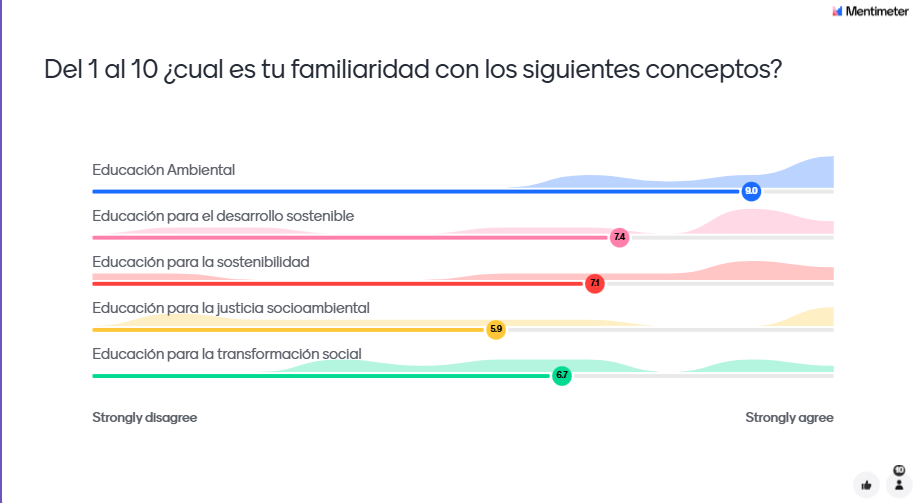 Mentimeter
Del 1 al 10 ¿cual es tu familiaridad con los siguientes conceptos?
Educación Ambiental
9.0
Educación para el desarrollo sostenible
7.4
Educación para la sostenibilidad
7.1
Educación para la justicia socioambiental
5.9
Educación para la transformación social
6.7
Strongly disagree
Strongly agree
10